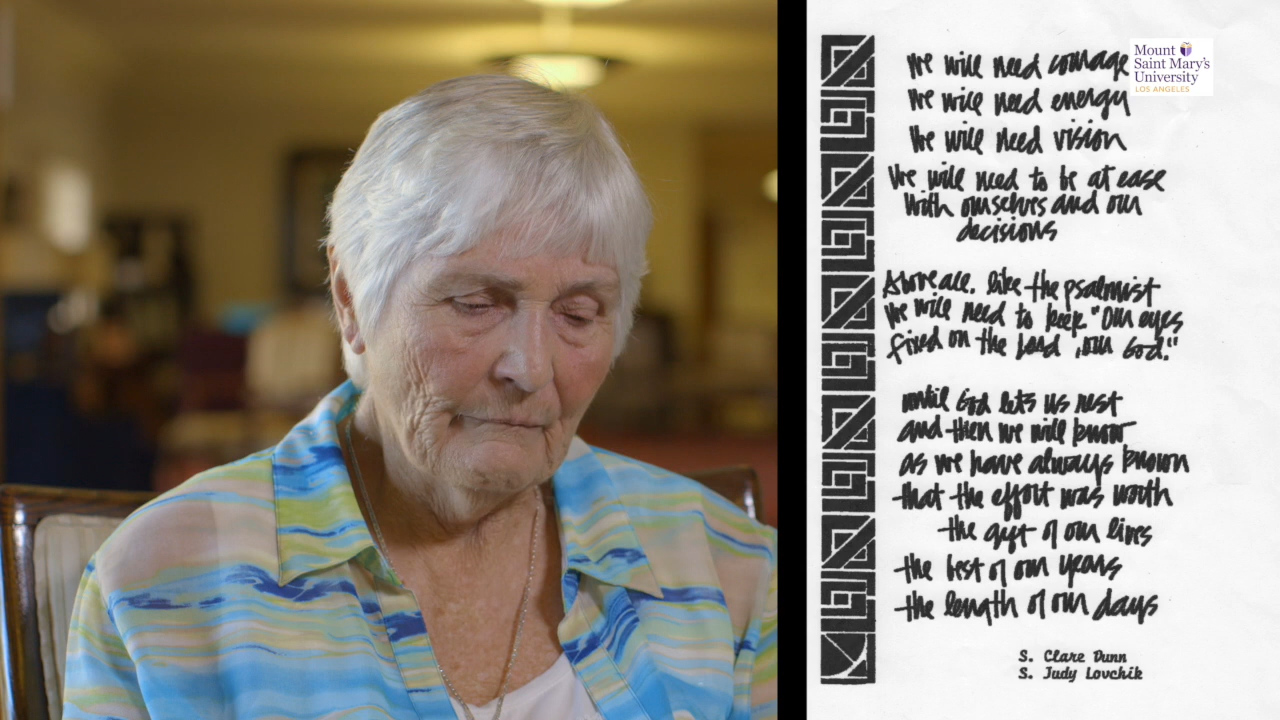 We will need courage
We will need energy
We will need vision
We will need to be at ease
with ourselves and our
decisions
Above all, like the psalmist
We will need to keep "Our eyes
fixed on the Lord, our God."
until God lets us rest
and then we will know
as we have always known
that the effort was worth
the gift of our lives
the best of our years
the length of our days
S. Clare Dunn
S. Judy Lovchik
Mount
Saint Mary's
University
LOS ANGELES